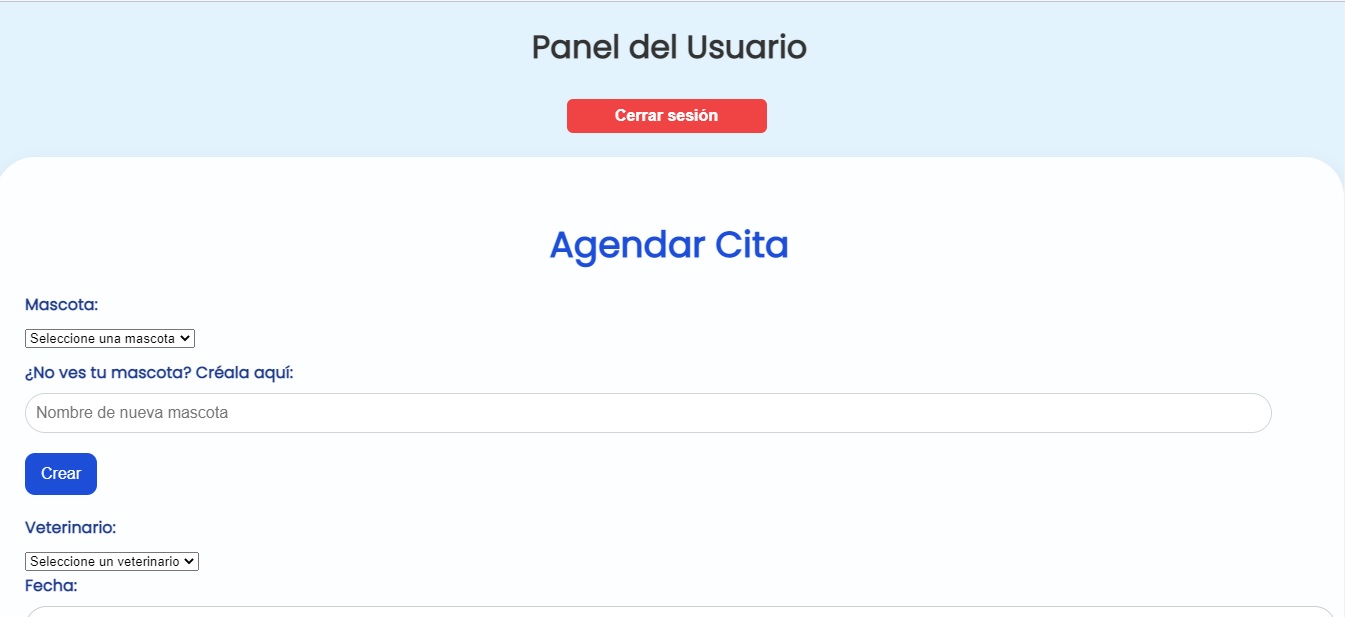 Panel del Usuario
Cerrar sesión
Agendar Cita
Mascota:
Seleccione una mascota
¿No ves tu mascota? Créala aquí:
Nombre de nueva mascota
Crear
Veterinario:
Seleccione un veterinario
Fecha: